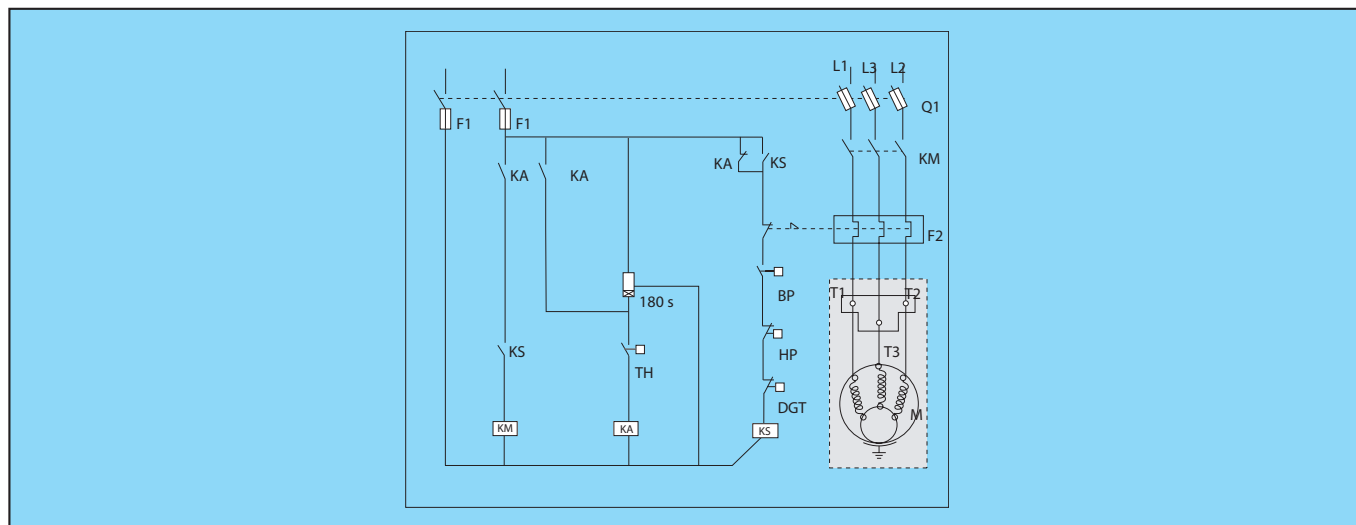 L1 L3 L2
F1 F1 Q1
KA KS KM
KA KA
F2
180 s BP T1 T2
KS TH HP T3
DGT M
KM KA KS